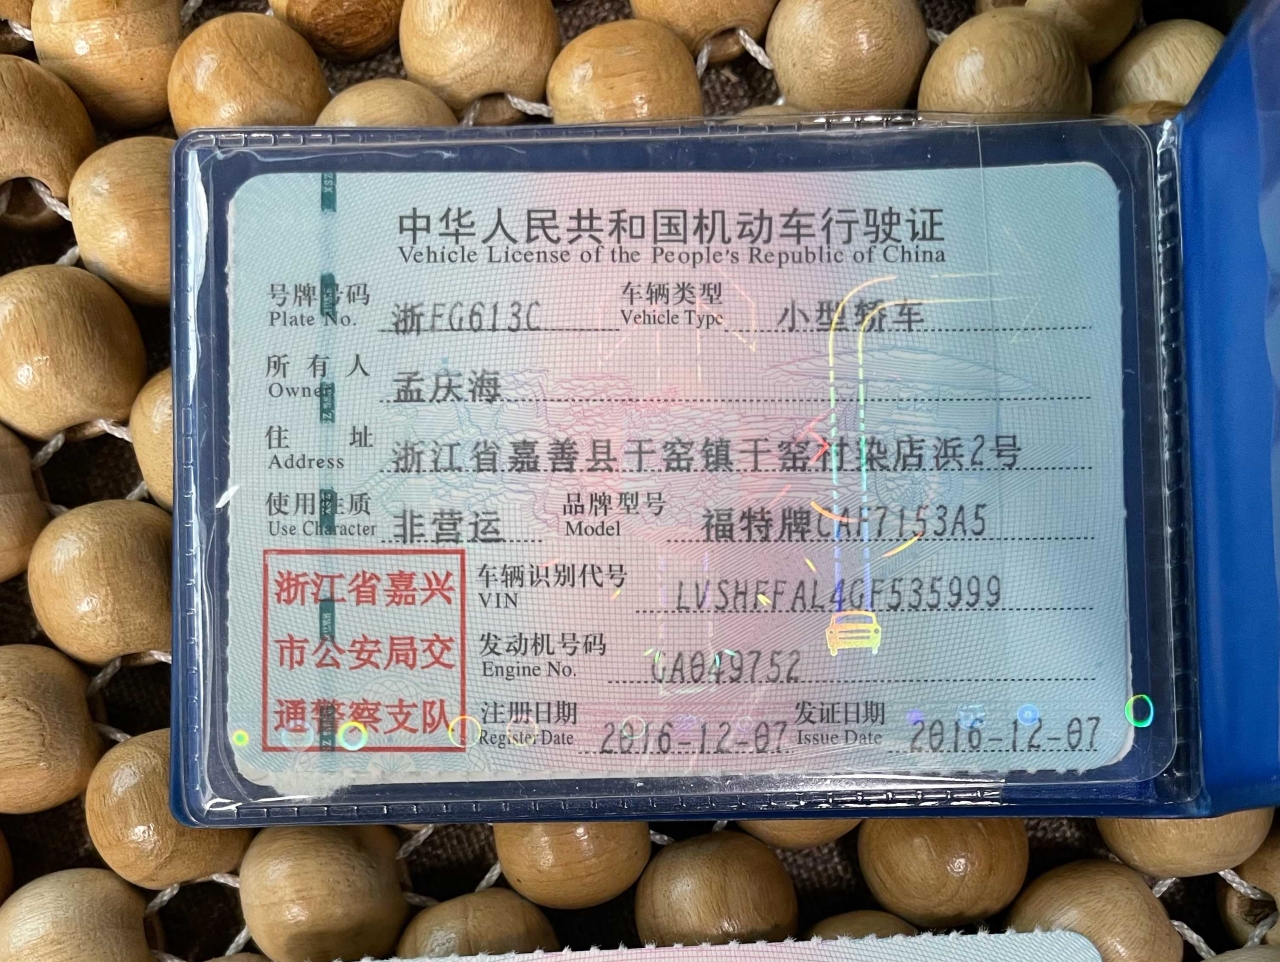 中华人民共和国机动车行驶证
Vehicle License of the People's Republic of China
号牌号码 浙FG613C 车辆类型 小型轿车
Plate No. Vehicle Type
所有人 孟庆海
Owner
住址 浙江省嘉善县干窑镇干窑村染店浜2号
Address
使用性质 非营运 品牌型号 福特牌CAF7153A5
Use Character Model
浙江省嘉兴
市公安局交
通警察支队
车辆识别代号 LVSHFFAL4GF535999
VIN
发动机号码 GA049752
Engine No.
注册日期 2016-12-07 发证日期 2016-12-07
Register Date Issue Date